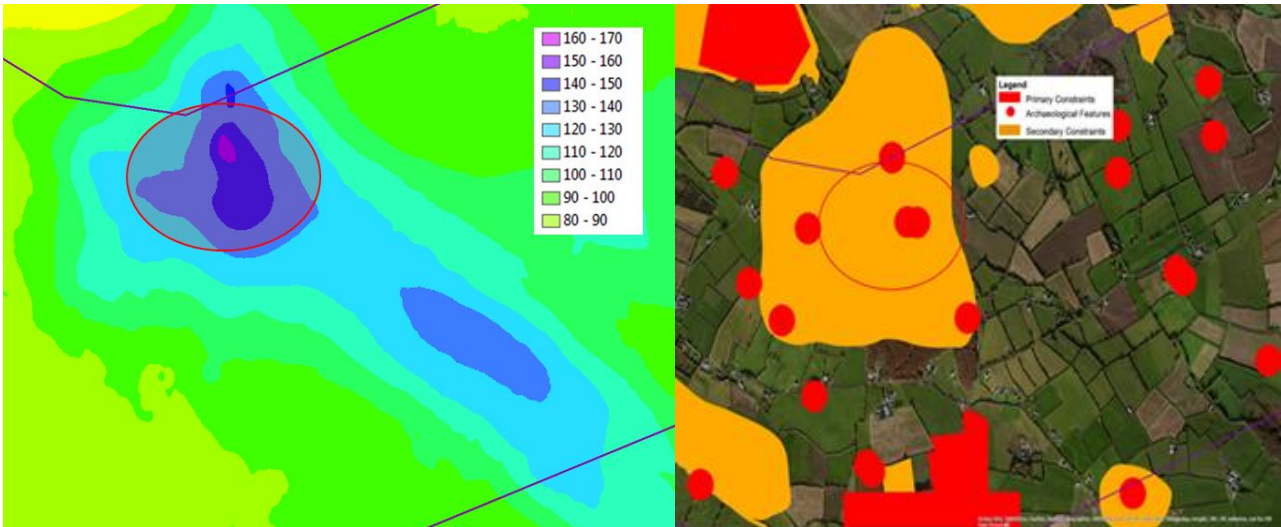 160 - 170
150 - 160
140 - 150
130 - 140
120 - 130
110 - 120
100 - 110
90 - 100
80 - 90
Legend
Primary Constraints
Archaeological Features
Secondary Constraints